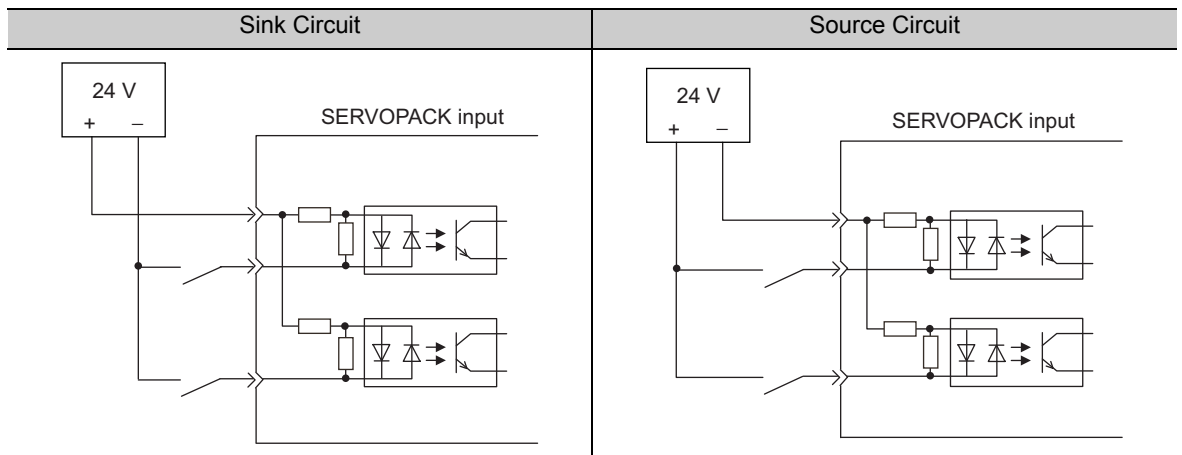 Sink Circuit
Source Circuit
24 V
+ –
SERVOPACK input
24 V
+ –
SERVOPACK input